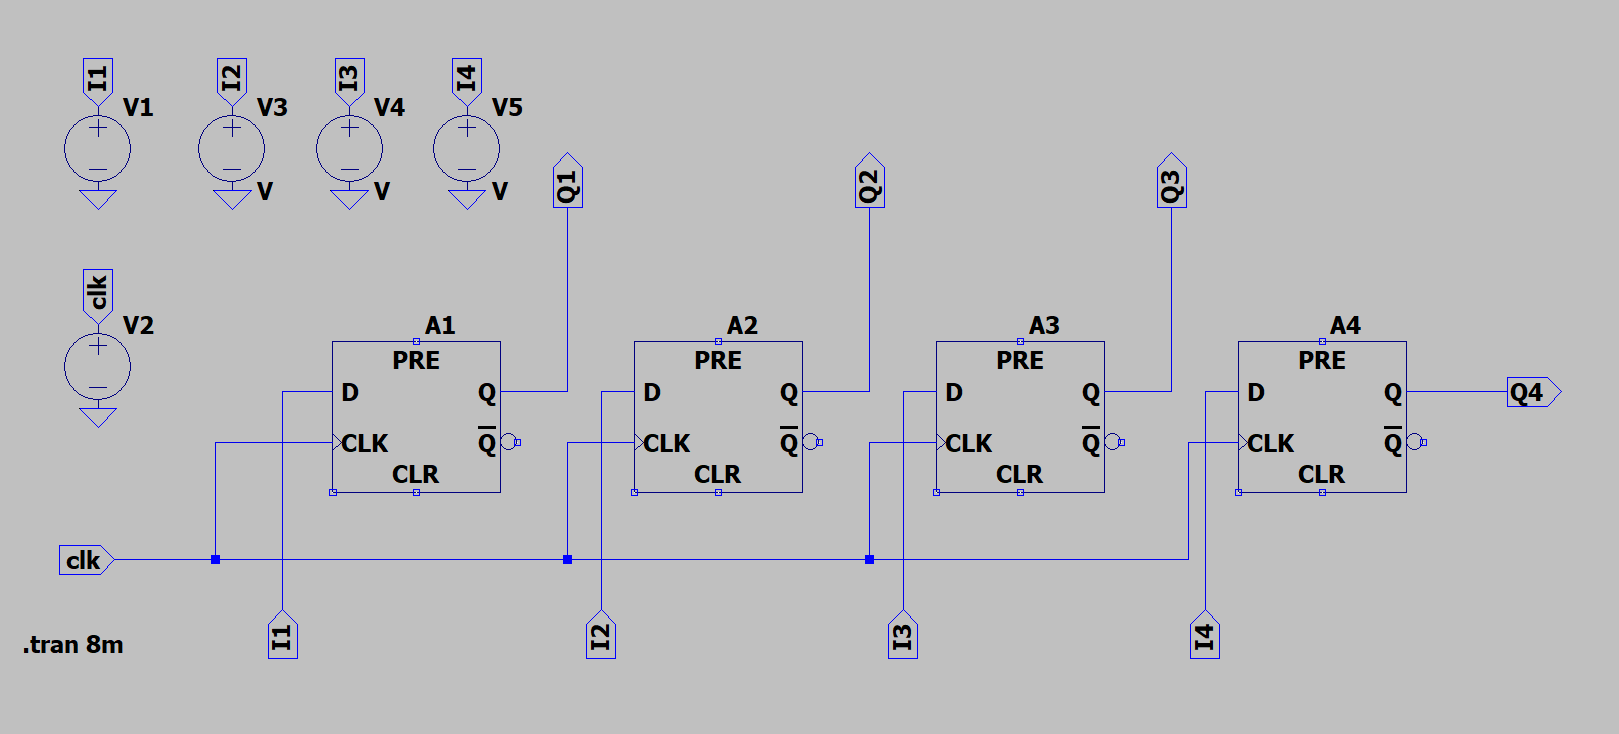 I1
I2
I3
I4
V1
V3
V4
V5
V
V
V
Q1
Q2
Q3
clk
V2
A1
A2
A3
A4
PRE
PRE
PRE
PRE
D
Q
D
Q
D
Q
D
Q
Q4
CLK
Q̅
CLK
Q̅
CLK
Q̅
CLK
Q̅
CLR
CLR
CLR
CLR
clk
I1
I2
I3
I4
.tran 8m